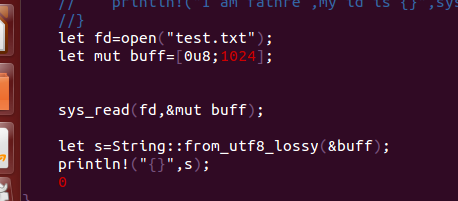 //    println!("I am fathre ,my id is {}",sys
//}
let fd=open("test.txt");
let mut buff=[0u8;1024];
sys_read(fd,&mut buff);
let s=String::from_utf8_lossy(&buff);
println!("{}",s);
0
}